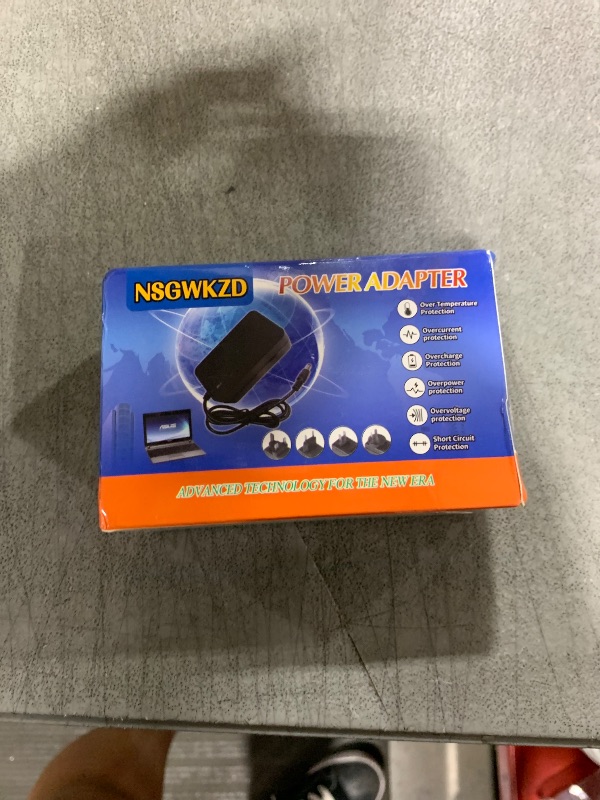 NSGWKZD POWER ADAPTER
Over Temperature
Protection
Overcurrent
protection
Overcharge
Protection
Overpower
protection
Overvoltage
protection
Short Circuit
Protection
ASUS
ADVANCED TECHNOLOGY FOR THE NEW ERA